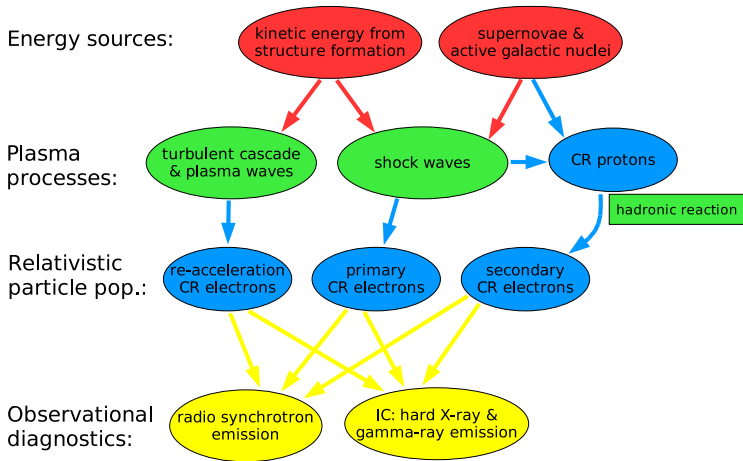 Energy sources:
kinetic energy from
structure formation
supernovae &
active galactic nuclei
Plasma
processes:
turbulent cascade
& plasma waves
shock waves
CR protons
hadronic reaction
Relativistic
particle pop.:
re-acceleration
CR electrons
primary
CR electrons
secondary
CR electrons
Observational
diagnostics:
radio synchrotron
emission
IC: hard X-ray &
gamma-ray emission